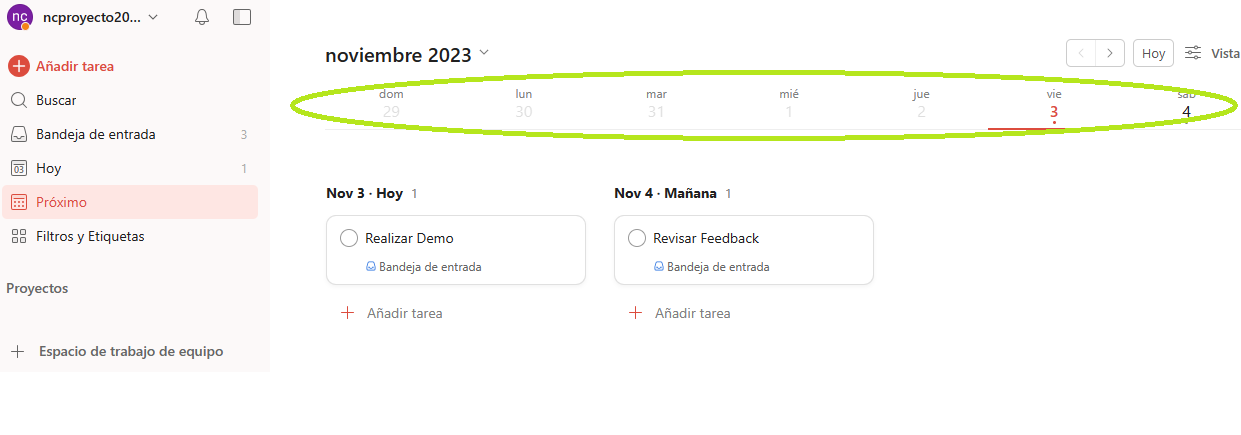 nc ncproyecto20...
Añadir tarea
Buscar
Bandeja de entrada 3
03 Hoy 1
Próximo
Filtros y Etiquetas
Proyectos
Espacio de trabajo de equipo
noviembre 2023
Hoy Vista
dom lun mar mié jue vie sáb
29 30 31 1 2 3 4
Nov 3 · Hoy 1
Realizar Demo
Bandeja de entrada
Añadir tarea
Nov 4 · Mañana 1
Revisar Feedback
Bandeja de entrada
Añadir tarea